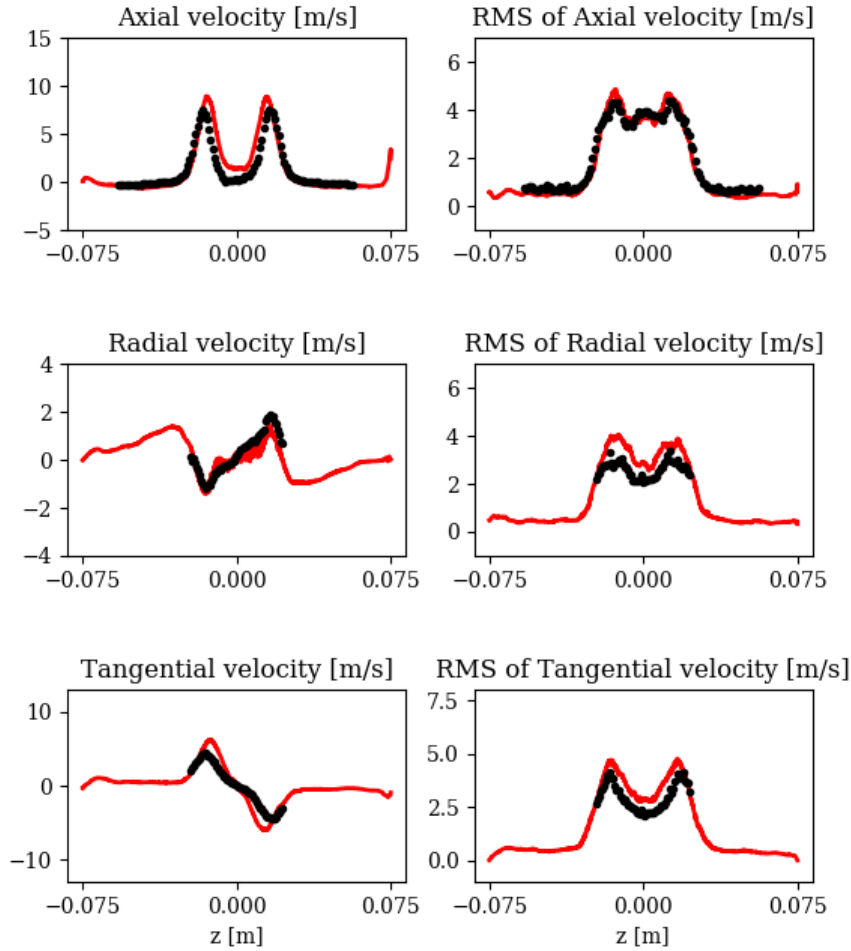 Axial velocity [m/s]
RMS of Axial velocity [m/s]
15
10
5
0
−5
6
4
2
0
−0.075 0.000 0.075
−0.075 0.000 0.075
Radial velocity [m/s]
RMS of Radial velocity [m/s]
4
2
0
−2
−4
6
4
2
0
−0.075 0.000 0.075
−0.075 0.000 0.075
Tangential velocity [m/s]
RMS of Tangential velocity [m/s]
10
0
−10
7.5
5.0
2.5
0.0
−0.075 0.000 0.075
−0.075 0.000 0.075
z [m]
z [m]